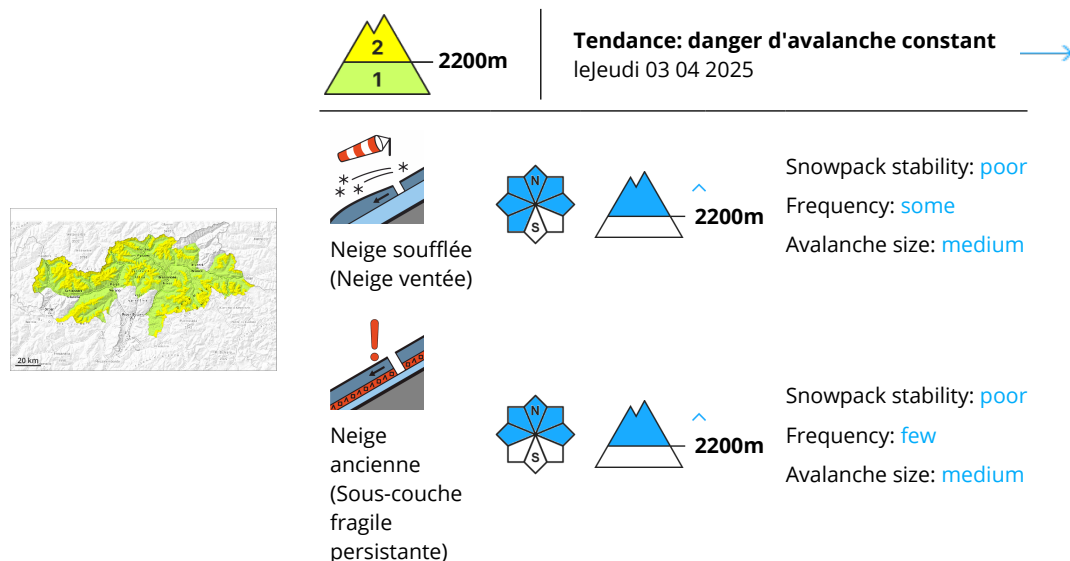 2
1
2200m
Tendance: danger d'avalanche constant
leJeudi 03 04 2025
20 km
Neige soufflée
(Neige ventée)
N
S
2200m
Snowpack stability: poor
Frequency: some
Avalanche size: medium
Neige
ancienne
(Sous-couche
fragile
persistante)
N
S
2200m
Snowpack stability: poor
Frequency: few
Avalanche size: medium